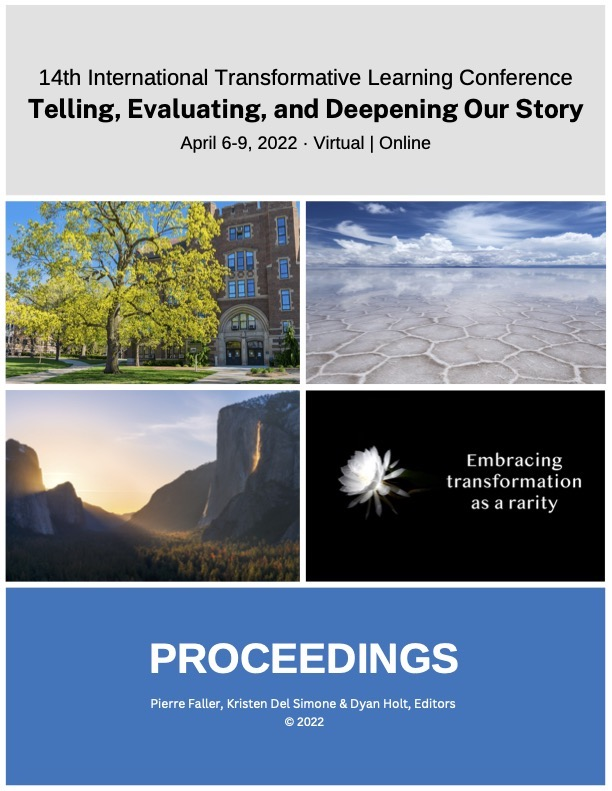 14th International Transformative Learning Conference
Telling, Evaluating, and Deepening Our Story
April 6-9, 2022 · Virtual | Online
Embracing
transformation
as a rarity
PROCEEDINGS
Pierre Faller, Kristen Del Simone & Dyan Holt, Editors
© 2022